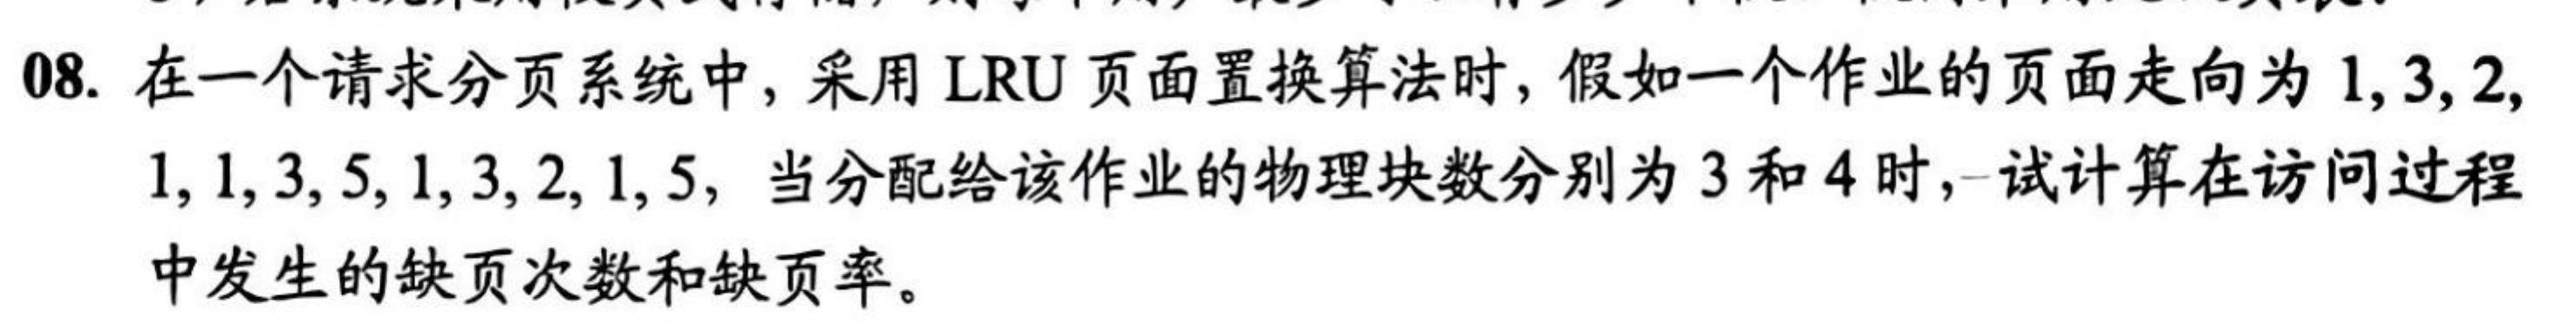 08. 在一个请求分页系统中,采用 LRU 页面置换算法时,假如一个作业的页面走向为 1, 3, 2,
1, 1, 3, 5, 1, 3, 2, 1, 5, 当分配给该作业的物理块数分别为 3 和 4 时,试计算在访问过程
中发生的缺页次数和缺页率。